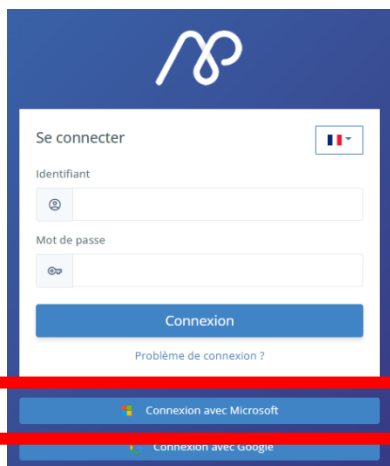 Se connecter
Identifiant
Mot de passe
Connexion
Problème de connexion ?
Connexion avec Microsoft
Connexion avec Google